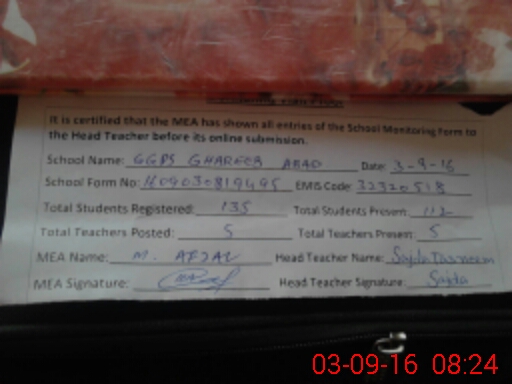 It is certified that the MEA has shown all entries of the School Monitoring Form to
the Head Teacher before its online submission.
School Name: GGPS GHAREEB ABAD Date: 3-9-16
School Form No: EMIS Code: 32320518
Total Students Registered: 135 Total Students Present: 112
Total Teachers Posted: 5 Total Teachers Present: 5
MEA Name: M. AFZAL Head Teacher Name: Sajda Tasneem
MEA Signature: Head Teacher Signature: Sajda
03-09-16 08:24